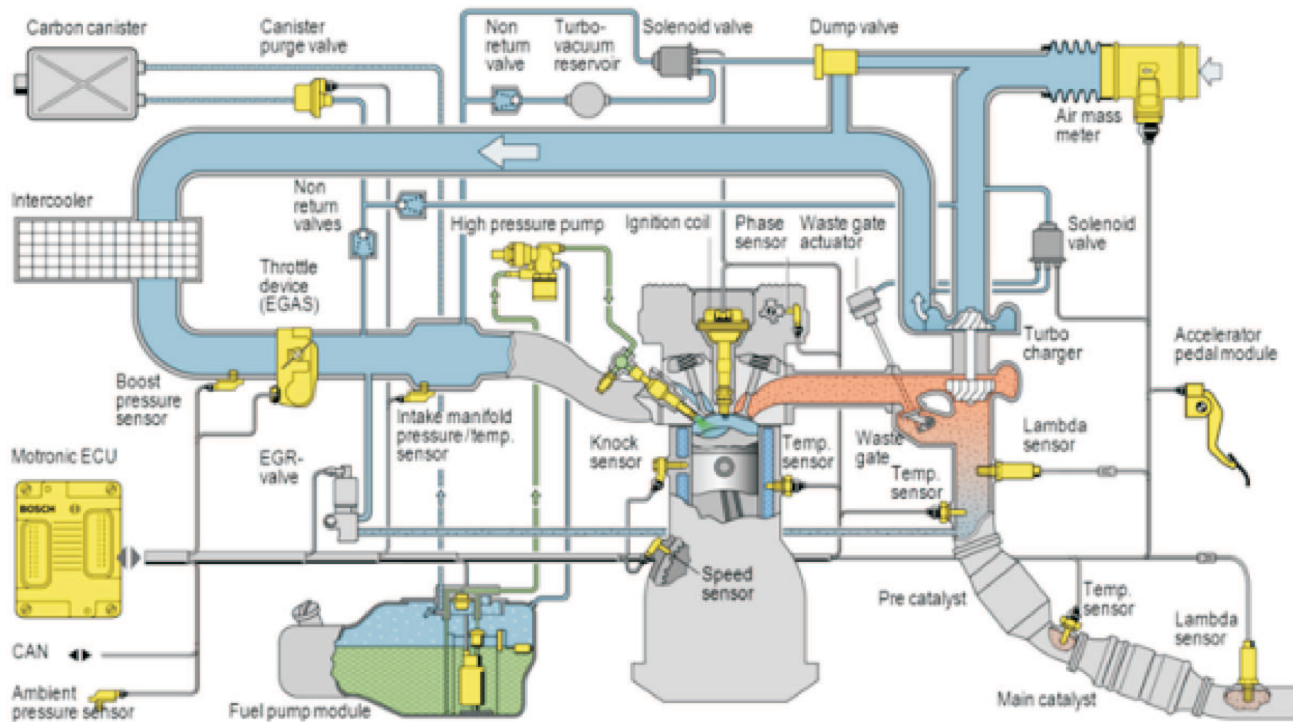 Carbon canister
Canister
purge valve
Non
return
valve
Turbo-
vacuum
reservoir
Solenoid valve
Dump valve
Air mass
meter
Intercooler
Non
return
valves
High pressure pump
Ignition coil
Phase
sensor
Waste gate
actuator
Solenoid
valve
Throttle
device
(EGAS)
Turbo
charger
Accelerator
pedal module
Boost
pressure
sensor
Intake manifold
pressure/temp.
sensor
Knock
sensor
Temp.
sensor
Waste
gate
Lambda
sensor
Motronic ECU
EGR-
valve
Temp.
sensor
BOSCH
Speed
sensor
Pre catalyst
Temp.
sensor
Lambda
sensor
CAN
Ambient
pressure sensor
Fuel pump module
Main catalyst